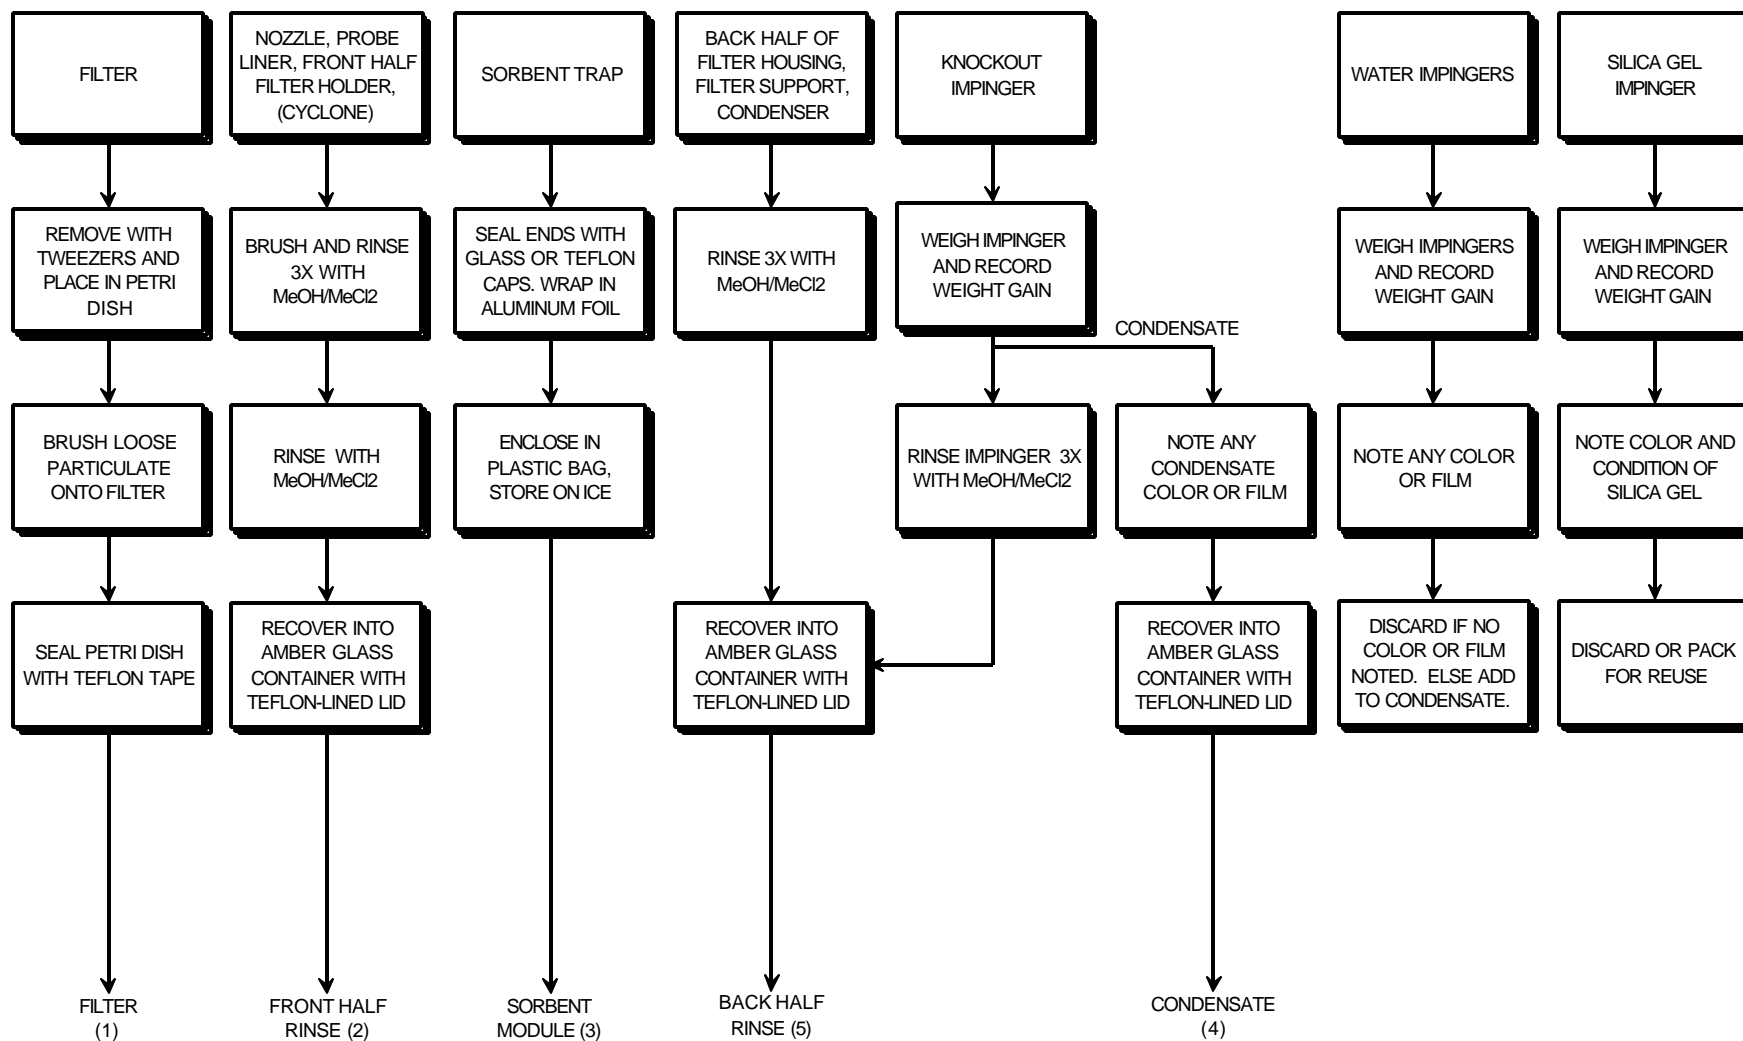 FILTER
NOZZLE, PROBE
LINER, FRONT HALF
FILTER HOLDER,
(CYCLONE)
SORBENT TRAP
BACK HALF OF
FILTER HOUSING,
FILTER SUPPORT,
CONDENSER
KNOCKOUT
IMPINGER
WATER IMPINGERS
SILICA GEL
IMPINGER
REMOVE WITH
TWEEZERS AND
PLACE IN PETRI
DISH
BRUSH AND RINSE
3X WITH
MeOH/MeCl2
SEAL ENDS WITH
GLASS OR TEFLON
CAPS. WRAP IN
ALUMINUM FOIL
RINSE 3X WITH
MeOH/MeCl2
WEIGH IMPINGER
AND RECORD
WEIGHT GAIN
WEIGH IMPINGERS
AND RECORD
WEIGHT GAIN
WEIGH IMPINGER
AND RECORD
WEIGHT GAIN
CONDENSATE
BRUSH LOOSE
PARTICULATE
ONTO FILTER
RINSE WITH
MeOH/MeCl2
ENCLOSE IN
PLASTIC BAG,
STORE ON ICE
RINSE IMPINGER 3X
WITH MeOH/MeCl2
NOTE ANY
CONDENSATE
COLOR OR FILM
NOTE ANY COLOR
OR FILM
NOTE COLOR AND
CONDITION OF
SILICA GEL
SEAL PETRI DISH
WITH TEFLON TAPE
RECOVER INTO
AMBER GLASS
CONTAINER WITH
TEFLON-LINED LID
RECOVER INTO
AMBER GLASS
CONTAINER WITH
TEFLON-LINED LID
RECOVER INTO
AMBER GLASS
CONTAINER WITH
TEFLON-LINED LID
DISCARD IF NO
COLOR OR FILM
NOTED. ELSE ADD
TO CONDENSATE.
DISCARD OR PACK
FOR REUSE
FILTER
(1)
FRONT HALF
RINSE (2)
SORBENT
MODULE (3)
BACK HALF
RINSE (5)
CONDENSATE
(4)